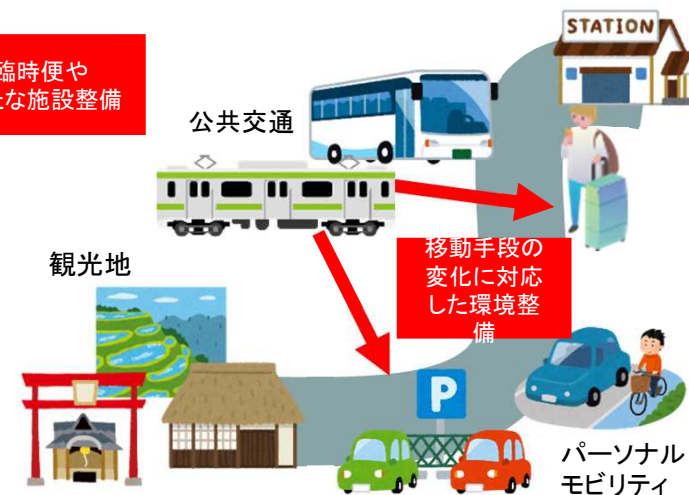 STATION
臨時便や
な施設整備
公共交通
移動手段の
変化に対応
した環境整
備
観光地
P
パーソナル
モビリティ